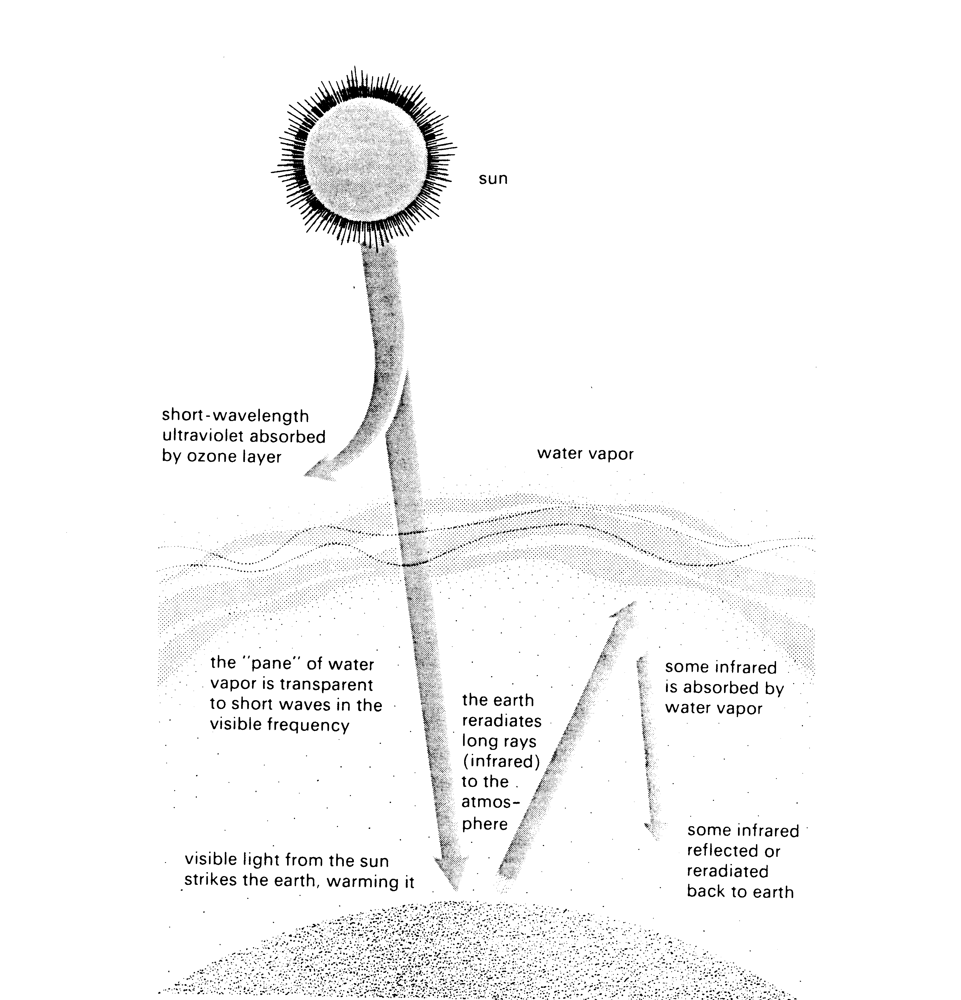 sun
short-wavelength
ultraviolet absorbed
by ozone layer
water vapor
the "pane" of water
vapor is transparent
to short waves in the
visible frequency
the earth
reradiates
long rays
(infrared)
to the
atmos-
phere
some infrared
is absorbed by
water vapor
some infrared
reflected or
reradiated
back to earth
visible light from the sun
strikes the earth, warming it